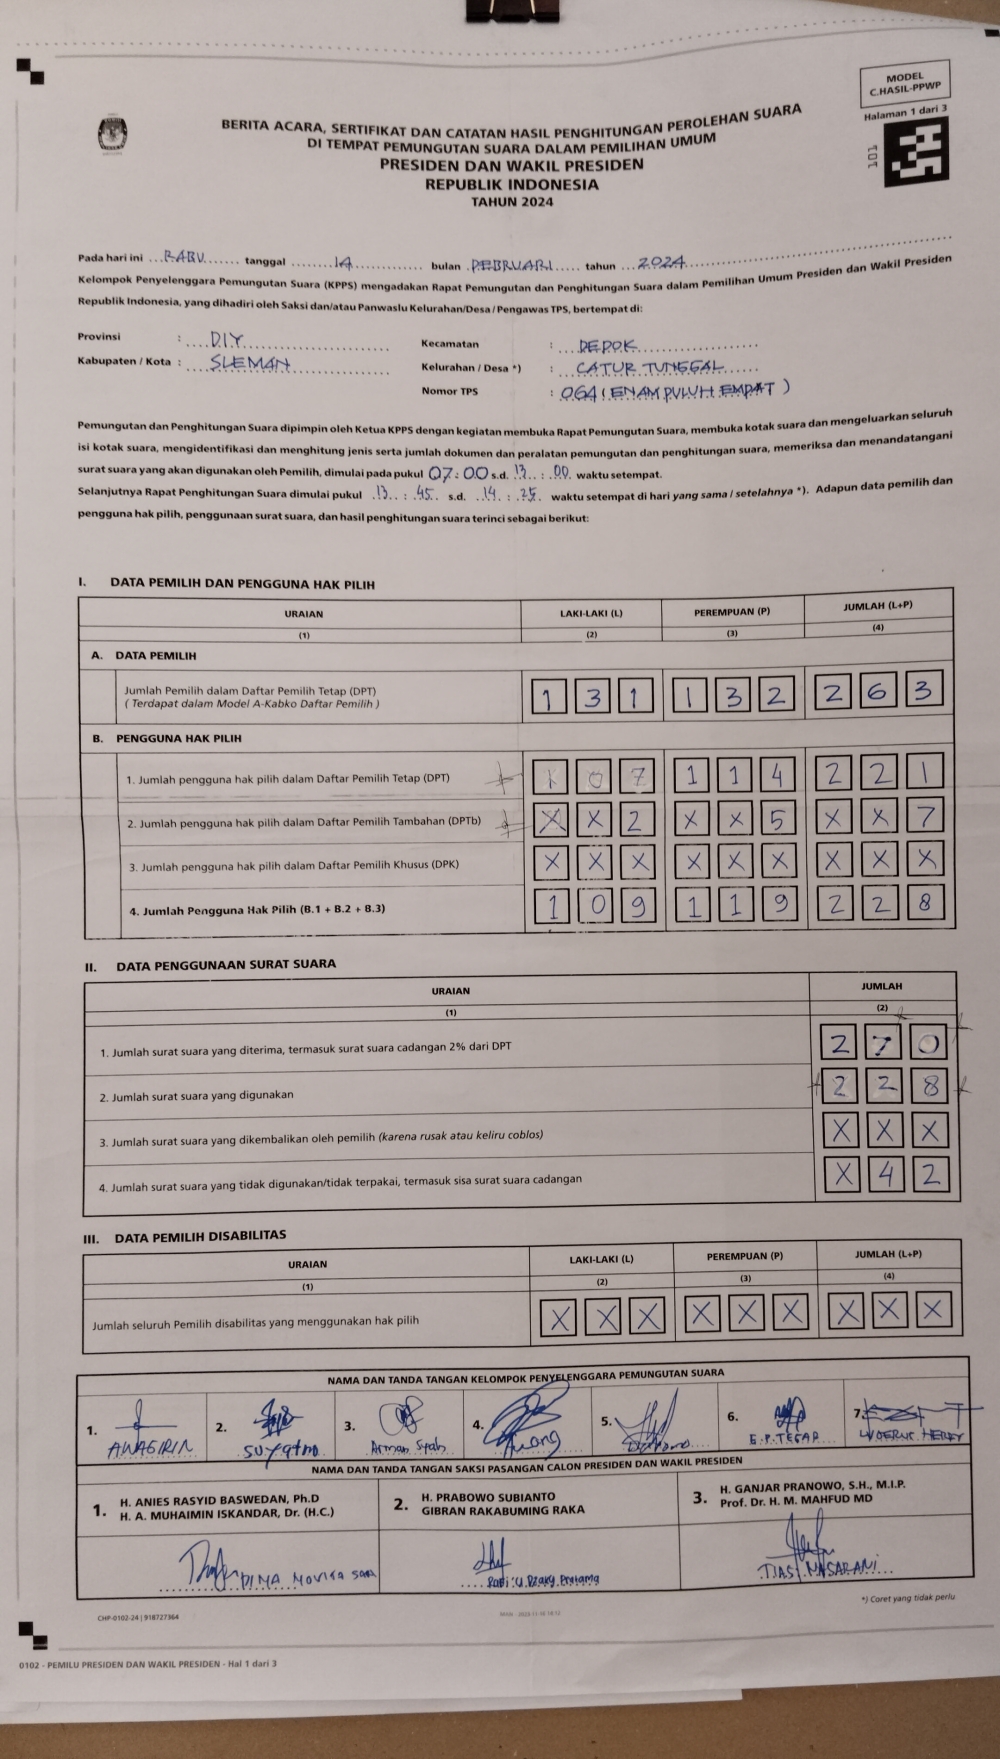 MODEL
C.HASIL-PPWP
Halaman 1 dari 3
101
BERITA ACARA, SERTIFIKAT DAN CATATAN HASIL PENGHITUNGAN PEROLEHAN SUARA
DI TEMPAT PEMUNGUTAN SUARA DALAM PEMILIHAN UMUM
PRESIDEN DAN WAKIL PRESIDEN
REPUBLIK INDONESIA
TAHUN 2024
Pada hari ini RABU tanggal 14 bulan PEBRUARI tahun 2024
Kelompok Penyelenggara Pemungutan Suara (KPPS) mengadakan Rapat Pemungutan dan Penghitungan Suara dalam Pemilihan Umum Presiden dan Wakil Presiden
Republik Indonesia, yang dihadiri oleh Saksi dan/atau Panwaslu Kelurahan/Desa / Pengawas TPS, bertempat di:
Provinsi : DIY
Kabupaten / Kota : SLEMAN
Kecamatan : DEPOK
Kelurahan / Desa *) : CATUR TUNGGAL
Nomor TPS : 064 (ENAM PULUH EMPAT)
Pemungutan dan Penghitungan Suara dipimpin oleh Ketua KPPS dengan kegiatan membuka Rapat Pemungutan Suara, membuka kotak suara dan mengeluarkan seluruh
isi kotak suara, mengidentifikasi dan menghitung jenis serta jumlah dokumen dan peralatan pemungutan dan penghitungan suara, memeriksa dan menandatangani
surat suara yang akan digunakan oleh Pemilih, dimulai pada pukul 07:00 s.d. 13 : 00 waktu setempat.
Selanjutnya Rapat Penghitungan Suara dimulai pukul 13 : 45 s.d. 14 : 25 waktu setempat di hari yang sama / setelahnya *). Adapun data pemilih dan
pengguna hak pilih, penggunaan surat suara, dan hasil penghitungan suara terinci sebagai berikut:
I. DATA PEMILIH DAN PENGGUNA HAK PILIH
URAIAN LAKI-LAKI (L) PEREMPUAN (P) JUMLAH (L+P)
(1) (2) (3) (4)
A. DATA PEMILIH
Jumlah Pemilih dalam Daftar Pemilih Tetap (DPT) 1 3 1 1 3 2 2 6 3
( Terdapat dalam Model A-Kabko Daftar Pemilih )
B. PENGGUNA HAK PILIH
1. Jumlah pengguna hak pilih dalam Daftar Pemilih Tetap (DPT) 1 0 7 1 1 4 2 2 1
2. Jumlah pengguna hak pilih dalam Daftar Pemilih Tambahan (DPTb) X X 2 X X 5 X X 7
3. Jumlah pengguna hak pilih dalam Daftar Pemilih Khusus (DPK) X X X X X X X X X
4. Jumlah Pengguna Hak Pilih (B.1 + B.2 + B.3) 1 0 9 1 1 9 2 2 8
II. DATA PENGGUNAAN SURAT SUARA
URAIAN JUMLAH
(1) (2)
1. Jumlah surat suara yang diterima, termasuk surat suara cadangan 2% dari DPT 2 7 0
2. Jumlah surat suara yang digunakan 2 2 8
3. Jumlah surat suara yang dikembalikan oleh pemilih (karena rusak atau keliru coblos) X X X
4. Jumlah surat suara yang tidak digunakan/tidak terpakai, termasuk sisa surat suara cadangan X 4 2
III. DATA PEMILIH DISABILITAS
URAIAN LAKI-LAKI (L) PEREMPUAN (P) JUMLAH (L+P)
(1) (2) (3) (4)
Jumlah seluruh Pemilih disabilitas yang menggunakan hak pilih X X X X X X X X X
NAMA DAN TANDA TANGAN KELOMPOK PENYELENGGARA PEMUNGUTAN SUARA
1. 2. 3. 4. 5. 6. 7.
AWAGIRIN Suyatno Arman Syah E.P. TEGAP
NAMA DAN TANDA TANGAN SAKSI PASANGAN CALON PRESIDEN DAN WAKIL PRESIDEN
1. H. ANIES RASYID BASWEDAN, Ph.D
H. A. MUHAIMIN ISKANDAR, Dr. (H.C.)
2. H. PRABOWO SUBIANTO
GIBRAN RAKABUMING RAKA
3. H. GANJAR PRANOWO, S.H., M.I.P.
Prof. Dr. H. M. MAHFUD MD
DIMA NOVITA SARI
Pratama
TIAS NASARANI
*) Coret yang tidak perlu
CHP-0102-24 | 918727364
0102 - PEMILU PRESIDEN DAN WAKIL PRESIDEN - Hal 1 dari 3